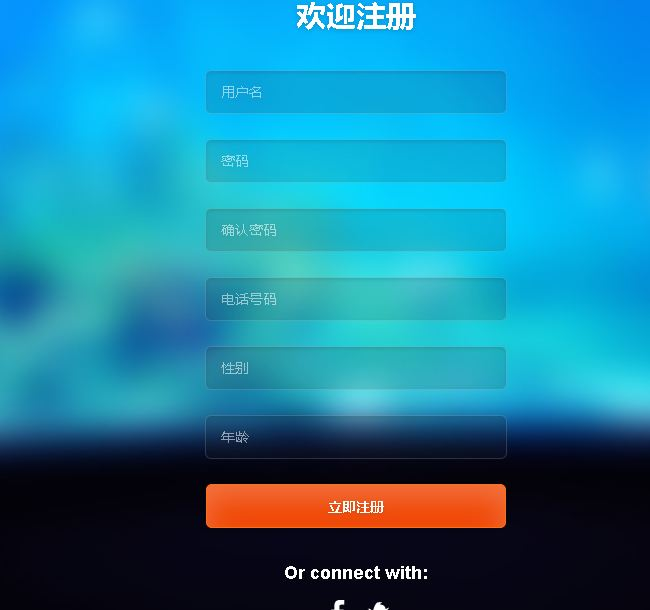 欢迎注册
用户名
密码
确认密码
电话号码
性别
年龄
立即注册
Or connect with: